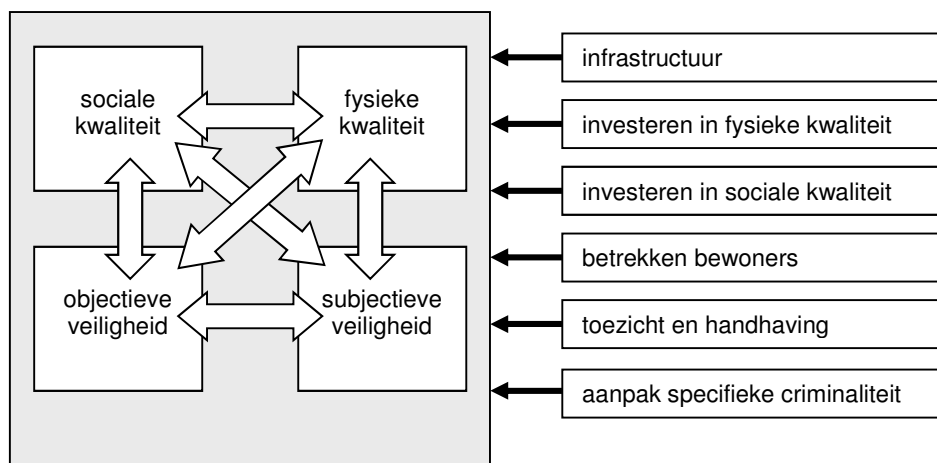 sociale
kwaliteit
fysieke
kwaliteit
objectieve
veiligheid
subjectieve
veiligheid
infrastructuur
investeren in fysieke kwaliteit
investeren in sociale kwaliteit
betrekken bewoners
toezicht en handhaving
aanpak specifieke criminaliteit